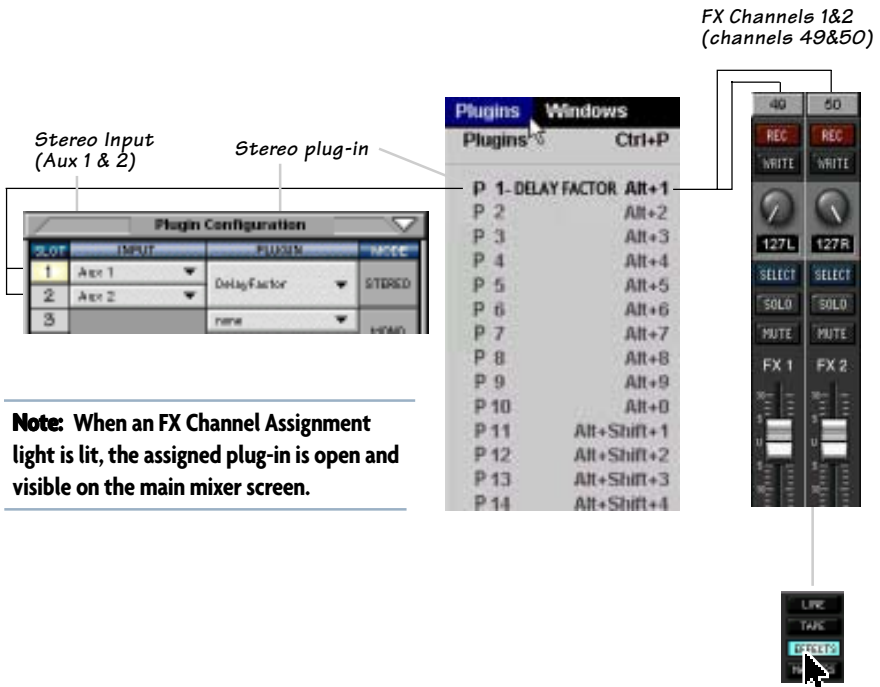 FX Channels 1&2
(channels 49&50)
Stereo Input
(Aux 1 & 2)
Stereo plug-in
Plugin Configuration
SLOT INPUT PLUGIN MODE
1 Aux 1 DelayFactor STEREO
2 Aux 2
3 none MONO
Note: When an FX Channel Assignment
light is lit, the assigned plug-in is open and
visible on the main mixer screen.
Plugins Windows
Plugins Ctrl+P
P 1- DELAY FACTOR Alt+1
P 2 Alt+2
P 3 Alt+3
P 4 Alt+4
P 5 Alt+5
P 6 Alt+6
P 7 Alt+7
P 8 Alt+8
P 9 Alt+9
P 10 Alt+0
P 11 Alt+Shift+1
P 12 Alt+Shift+2
P 13 Alt+Shift+3
P 14 Alt+Shift+4
49 50
REC REC
WRITE WRITE
127L 127R
SELECT SELECT
SOLO SOLO
MUTE MUTE
FX 1 FX 2
LINE
TAPE
EFFECTS